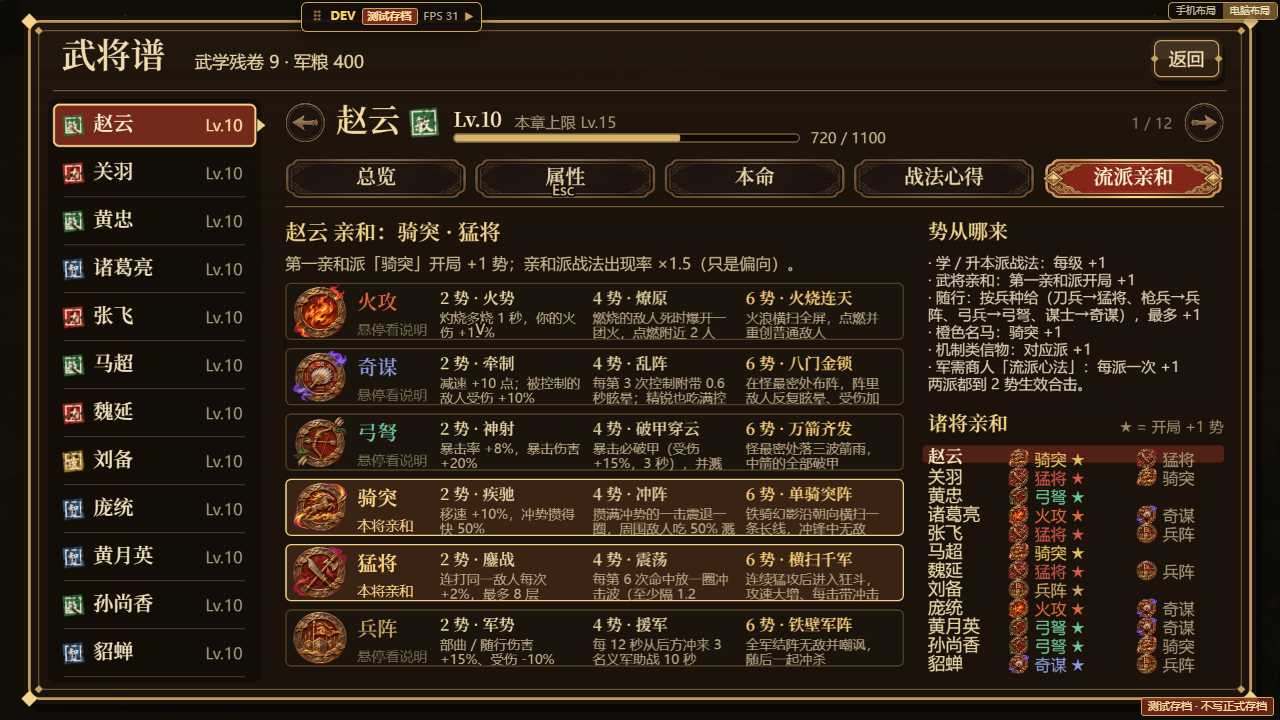 DEV 测试存档 FPS 31
手机布局 电脑布局
武将谱 武学残卷 9 · 军粮 400
返回
赵云 Lv.10
关羽 Lv.10
黄忠 Lv.10
诸葛亮 Lv.10
张飞 Lv.10
马超 Lv.10
魏延 Lv.10
刘备 Lv.10
庞统 Lv.10
黄月英 Lv.10
孙尚香 Lv.10
貂蝉 Lv.10
赵云 Lv.10 本章上限 Lv.15
720 / 1100
1 / 12
总览 属性 本命 战法心得 流派亲和
ESC
赵云 亲和：骑突 · 猛将
第一亲和派「骑突」开局 +1 势；亲和派战法出现率 ×1.5（只是偏向）。
火攻
悬停看说明
2 势 · 火势
灼烧多烧 1 秒，你的火
伤 +1
4 势 · 燎原
燃烧的敌人死时爆开一
团火，点燃附近 2 人
6 势 · 火烧连天
火浪横扫全屏，点燃并
重创普通敌人
奇谋
悬停看说明
2 势 · 牵制
减速 +10 点；被控制的
敌人受伤 +10%
4 势 · 乱阵
每第 3 次控制附带 0.6
秒眩晕；精锐也吃满控
6 势 · 八门金锁
在怪最密处布阵，阵里
敌人反复眩晕、受伤加
弓弩
悬停看说明
2 势 · 神射
暴击率 +8%，暴击伤害
+20%
4 势 · 破甲穿云
暴击必破甲（受伤
+15%，3 秒），并溅
6 势 · 万箭齐发
怪最密处落三波箭雨，
中箭的全部破甲
骑突
本将亲和
2 势 · 疾驰
移速 +10%，冲势攒得
快 50%
4 势 · 冲阵
攒满冲势的一击震退一
圈，周围敌人吃 50% 溅
6 势 · 单骑突阵
铁骑幻影沿朝向横扫一
条长线，冲锋中无敌
猛将
本将亲和
2 势 · 鏖战
连打同一敌人每次
+2%，最多 8 层
4 势 · 震荡
每第 6 次命中放一圈冲
击波（至少隔 1.2
6 势 · 横扫千军
连续猛攻后进入狂斗，
攻速大增、每击带冲击
兵阵
悬停看说明
2 势 · 军势
部曲 / 随行伤害
+15%、受伤 -10%
4 势 · 援军
每 12 秒从后方冲来 3
名义军助战 10 秒
6 势 · 铁壁军阵
全军结阵无敌并嘲讽，
随后一起冲杀
势从哪来
· 学 / 升本派战法：每级 +1
· 武将亲和：第一亲和派开局 +1
· 随行：按兵种给（刀兵→猛将、枪兵→兵
阵、弓兵→弓弩、谋士→奇谋），最多 +1
· 橙色名马：骑突 +1
· 机制类信物：对应派 +1
· 军需商人「流派心法」：每派一次 +1
两派都到 2 势生效合击。
诸将亲和 ★ = 开局 +1 势
赵云 骑突 ★ 猛将
关羽 猛将 ★ 骑突
黄忠 弓弩 ★
诸葛亮 火攻 ★ 奇谋
张飞 猛将 ★ 兵阵
马超 骑突 ★
魏延 猛将 ★ 兵阵
刘备 兵阵 ★
庞统 火攻 ★ 奇谋
黄月英 弓弩 ★ 奇谋
孙尚香 弓弩 ★ 骑突
貂蝉 奇谋 ★ 兵阵
测试存档 · 不写正式存档